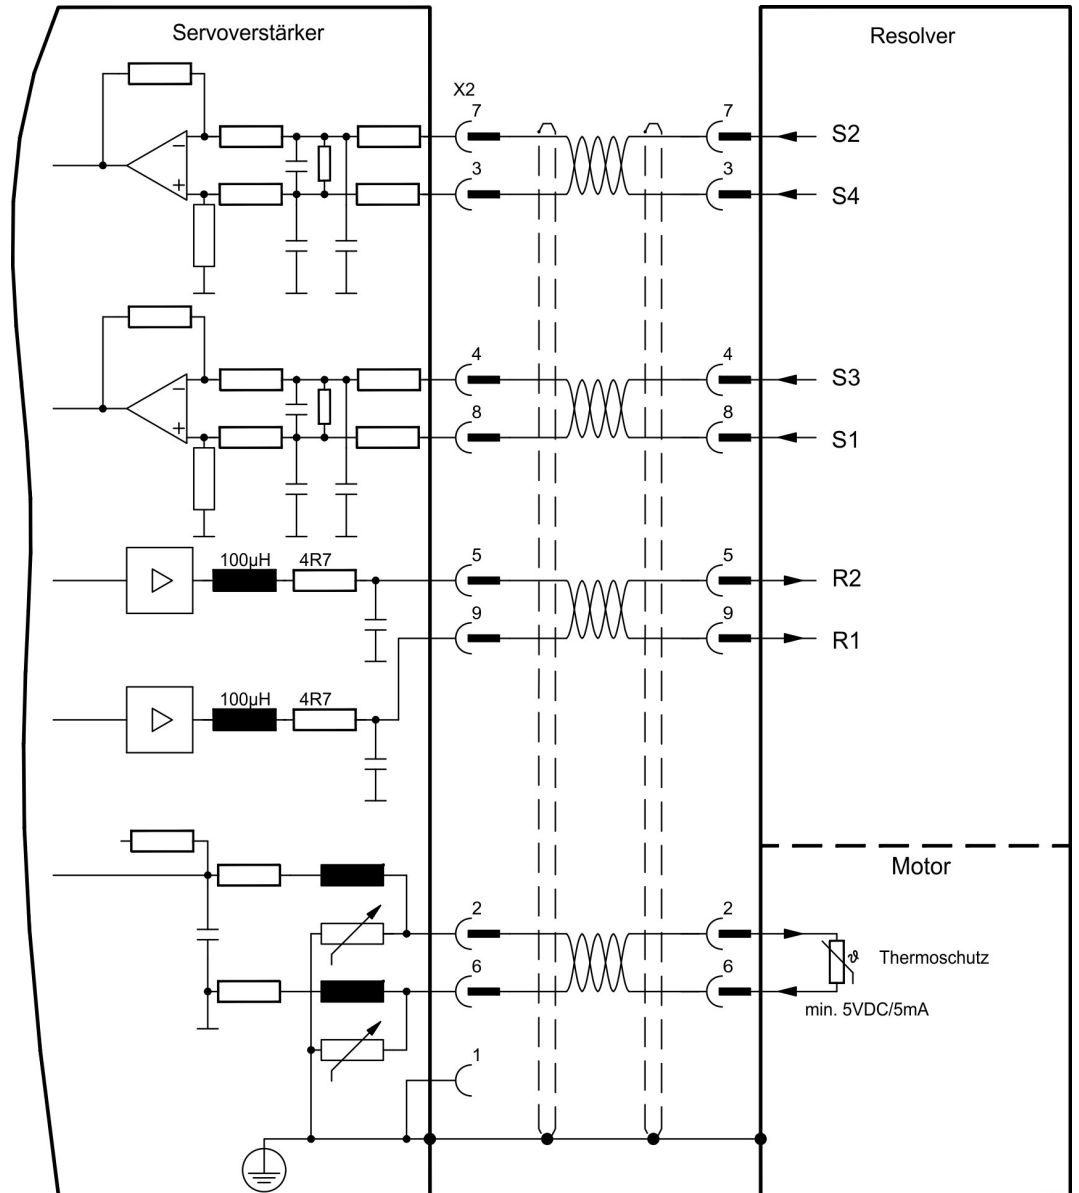 Servoverstärker
Resolver
X2
7
7
S2
−
+
3
3
S4
4
4
S3
−
+
8
8
S1
100µH
4R7
5
5
R2
9
9
R1
100µH
4R7
Motor
2
2
ϑ
Thermoschutz
6
6
min. 5VDC/5mA
1